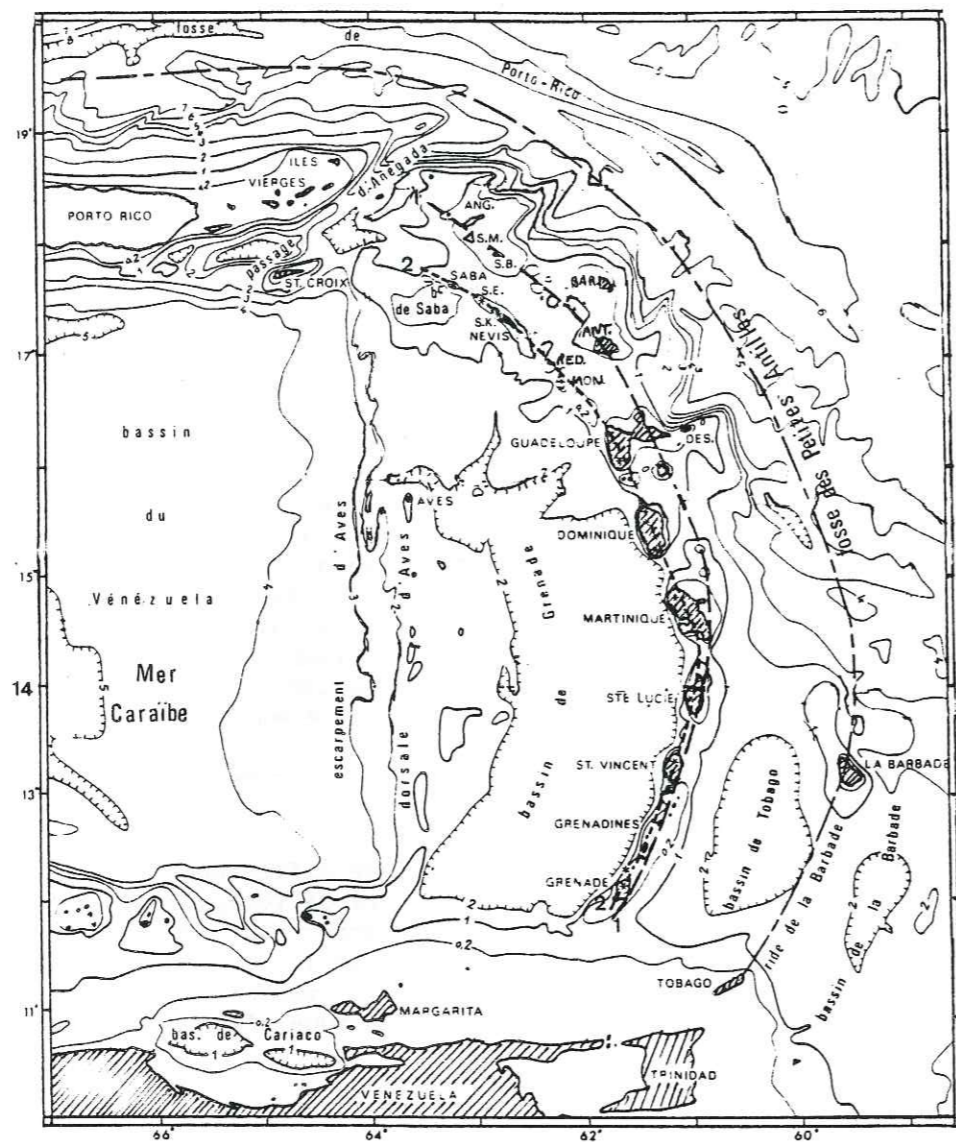 fosse
de
Porto-Rico
19°
ILES
VIERGES
d'Anegada
passage
PORTO RICO
ANG.
S.M.
S.B.
ST. CROIX
SABA
bc
de Saba
S.E.
S.K.
NEVIS
BARB.
ANT.
17°
RED.
MON.
fosse des Petites Antilles
bassin
du
Vénézuela
GUADELOUPE
DES.
AVES
escarpement d'Aves
dorsale d'Aves
DOMINIQUE
15°
bassin de Grenade
MARTINIQUE
Mer
Caraïbe
14°
STE LUCIE
ST. VINCENT
LA BARBADE
13°
GRENADINES
bassin de Tobago
GRENADE
ride de la Barbade
bassin de la Barbade
TOBAGO
11°
MARGARITA
bas. de Cariaco
TRINIDAD
VENEZUELA
66°
64°
62°
60°